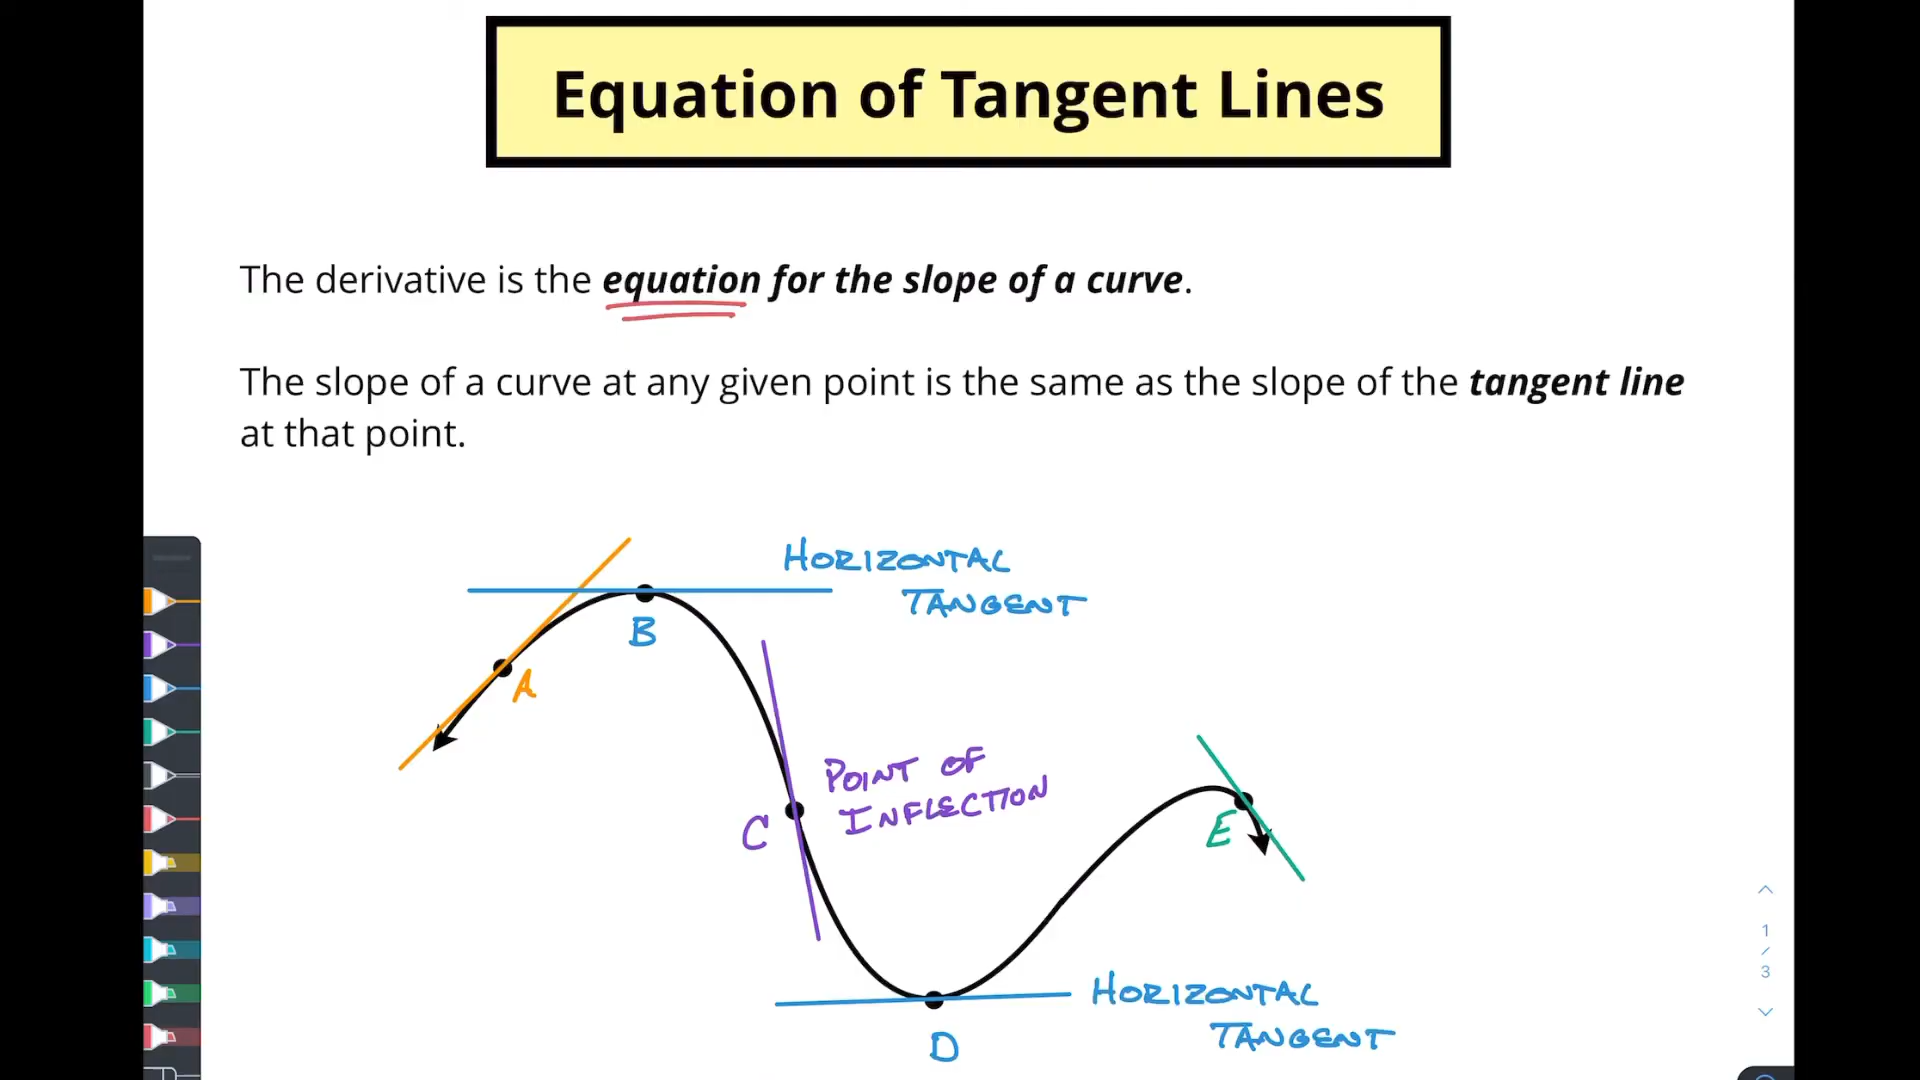 Equation of Tangent Lines
The derivative is the equation for the slope of a curve.
The slope of a curve at any given point is the same as the slope of the tangent line
at that point.
HORIZONTAL
TANGENT
B
A
POINT OF
INFLECTION
C
E
HORIZONTAL
TANGENT
D
1
/
3